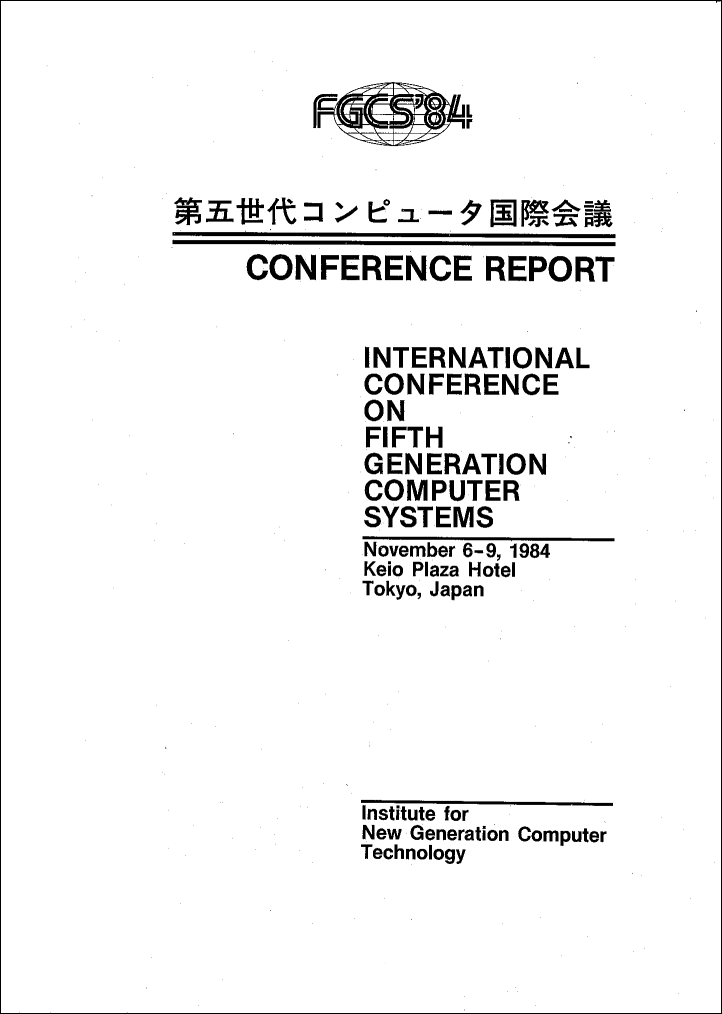 FGCS'84
第五世代コンピュータ国際会議
CONFERENCE REPORT
INTERNATIONAL
CONFERENCE
ON
FIFTH
GENERATION
COMPUTER
SYSTEMS
November 6-9, 1984
Keio Plaza Hotel
Tokyo, Japan
Institute for
New Generation Computer
Technology